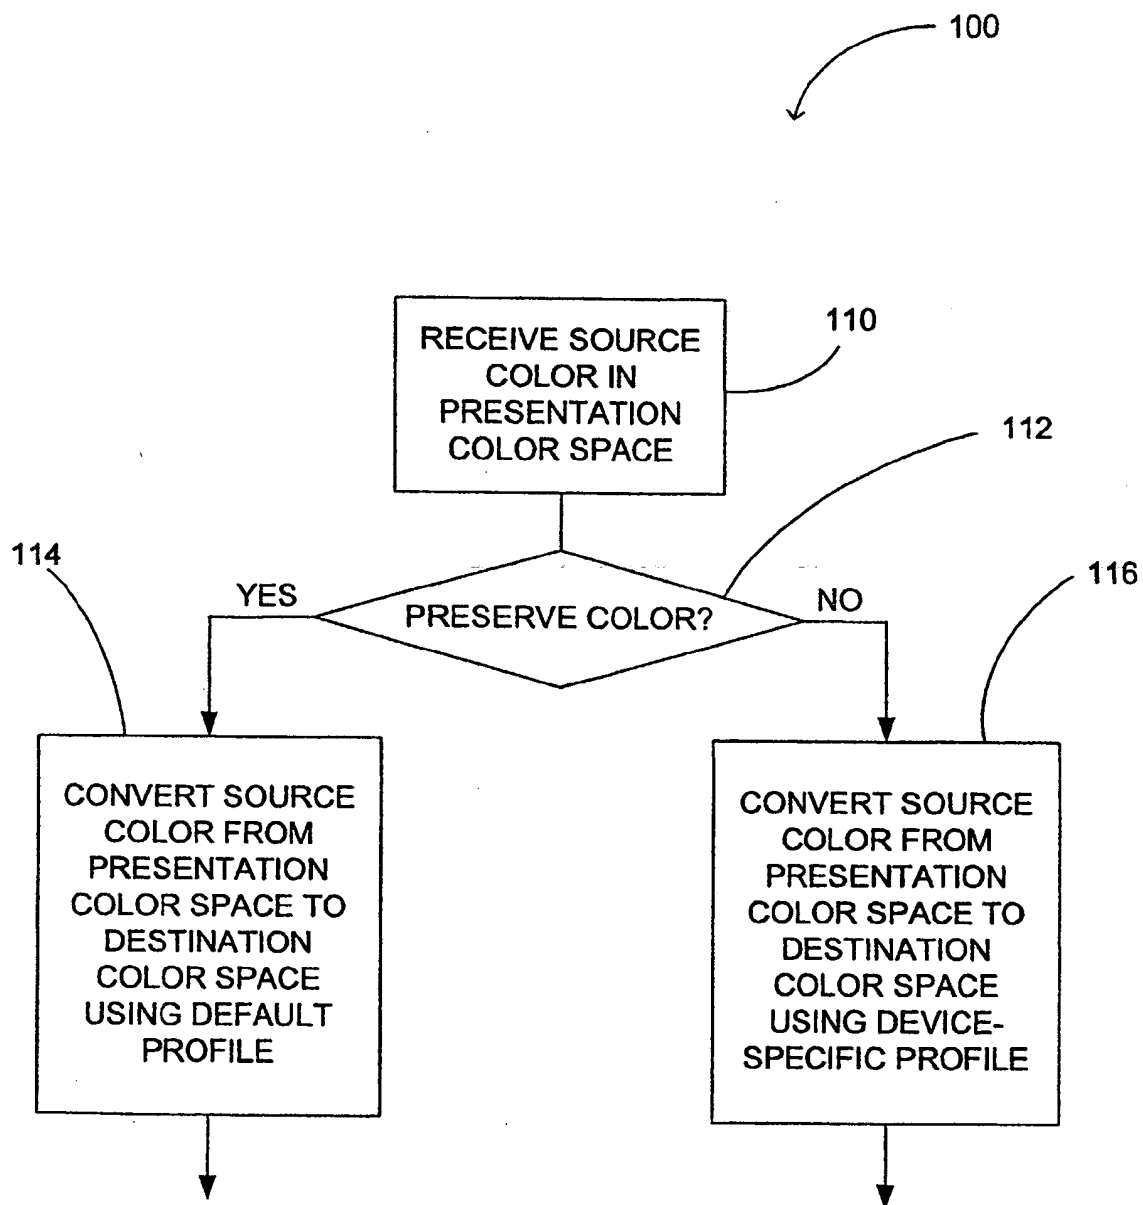 100
RECEIVE SOURCE
COLOR IN
PRESENTATION
COLOR SPACE
110
112
114
YES
PRESERVE COLOR?
NO
116
CONVERT SOURCE
COLOR FROM
PRESENTATION
COLOR SPACE TO
DESTINATION
COLOR SPACE
USING DEFAULT
PROFILE
CONVERT SOURCE
COLOR FROM
PRESENTATION
COLOR SPACE TO
DESTINATION
COLOR SPACE
USING DEVICE-
SPECIFIC PROFILE